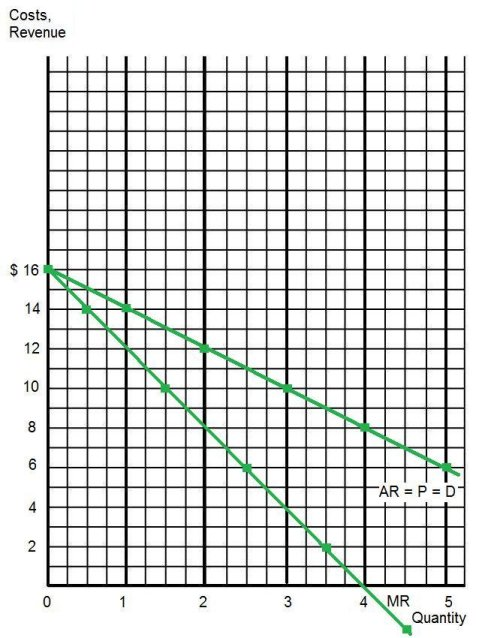 Costs,
Revenue
$ 16
14
12
10
8
6
AR = P = D
4
2
0 1 2 3 4 MR 5
Quantity